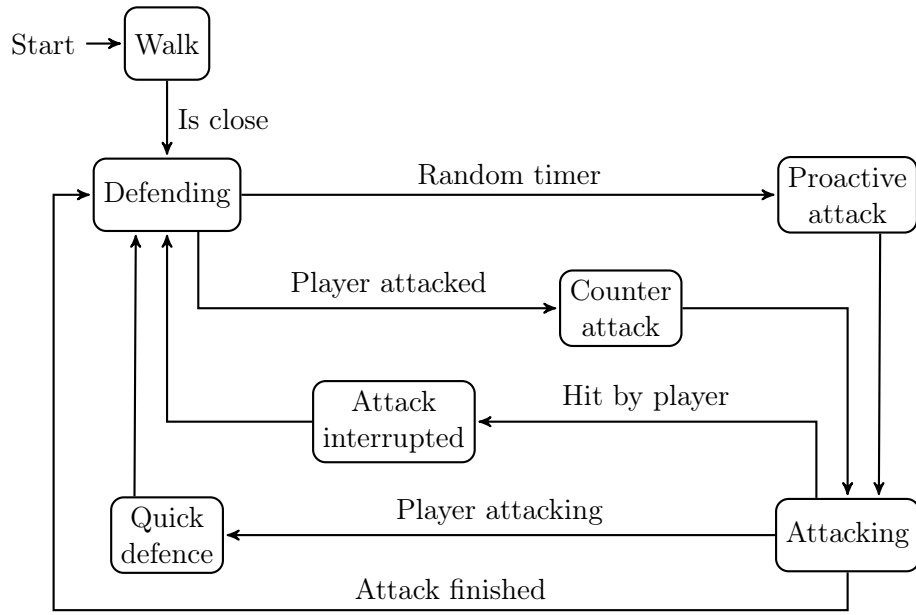 Start
Walk
Is close
Defending
Random timer
Proactive
attack
Player attacked
Counter
attack
Attack
interrupted
Hit by player
Quick
defence
Player attacking
Attacking
Attack finished